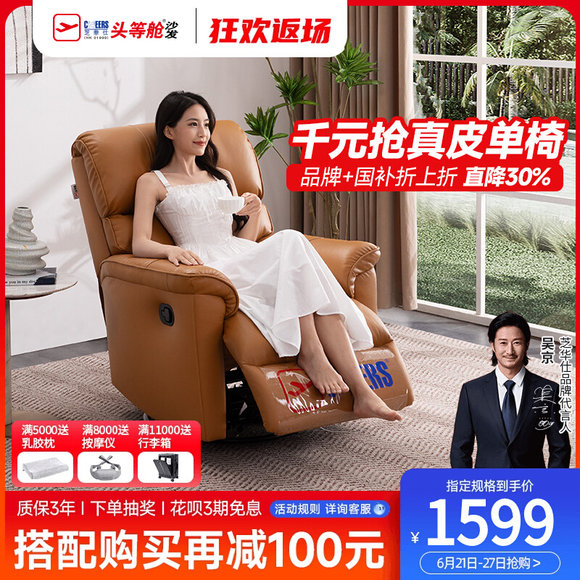 CHEERS
芝华仕
头等舱
沙发
狂欢返场
千元抢真皮单椅
品牌+国补折上折 直降30%
芝华仕品牌代言人
吴京
满5000送
乳胶枕
满8000送
按摩仪
满11000送
行李箱
质保3年 | 下单抽奖 | 花呗3期免息
活动规则 详询客服
搭配购买再减100元
指定规格到手价
¥1599
6月21日-27日抢购>